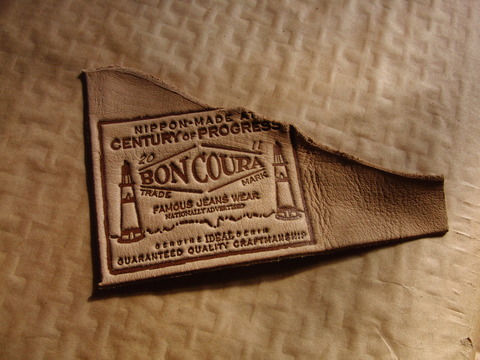 NIPPON-MADE AT
CENTURY OF PROGRESS
20 11
BONCOURA
TRADE MARK
FAMOUS JEANS WEAR
NATIONALLY ADVERTISED
GENUINE IDEAL DENIM
GUARANTEED QUALITY CRAFTMANSHIP